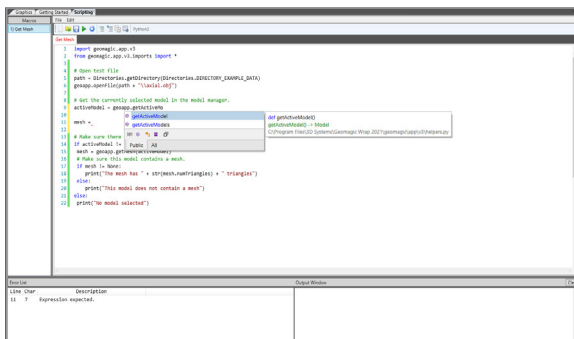 Graphics Getting Started Scripting
Macros
File Edit
1) Get Mesh
Python2
Get Mesh
1 import geomagic.app.v3
2 from geomagic.app.v3.imports import *
3
4 # Open test file
5 path = Directories.getDirectory(Directories.DIRECTORY_EXAMPLE_DATA)
6 geoapp.openFile(path + "\\axial.obj")
7
8 # Get the currently selected model in the model manager.
9 activeModel = geoapp.getActiveMo
10
getActiveModel
getActiveModels
Public All
def getActiveModel()
getActiveModel() -> Model
C:\Program Files\3D Systems\Geomagic Wrap 2021\geomagic\app\v3\helpers.py
11 mesh =
12
13 # Make sure there
14 if activeModel !=
15 mesh = geoapp.getMesh(activeModel)
16 # Make sure this model contains a mesh.
17 if mesh != None:
18 print("The mesh has " + str(mesh.numTriangles) + " triangles")
19 else:
20 print("This model does not contain a mesh")
21 else:
22 print("No model selected")
Error List
Line Char Description
11 7 Expression expected.
Output Window
Cle